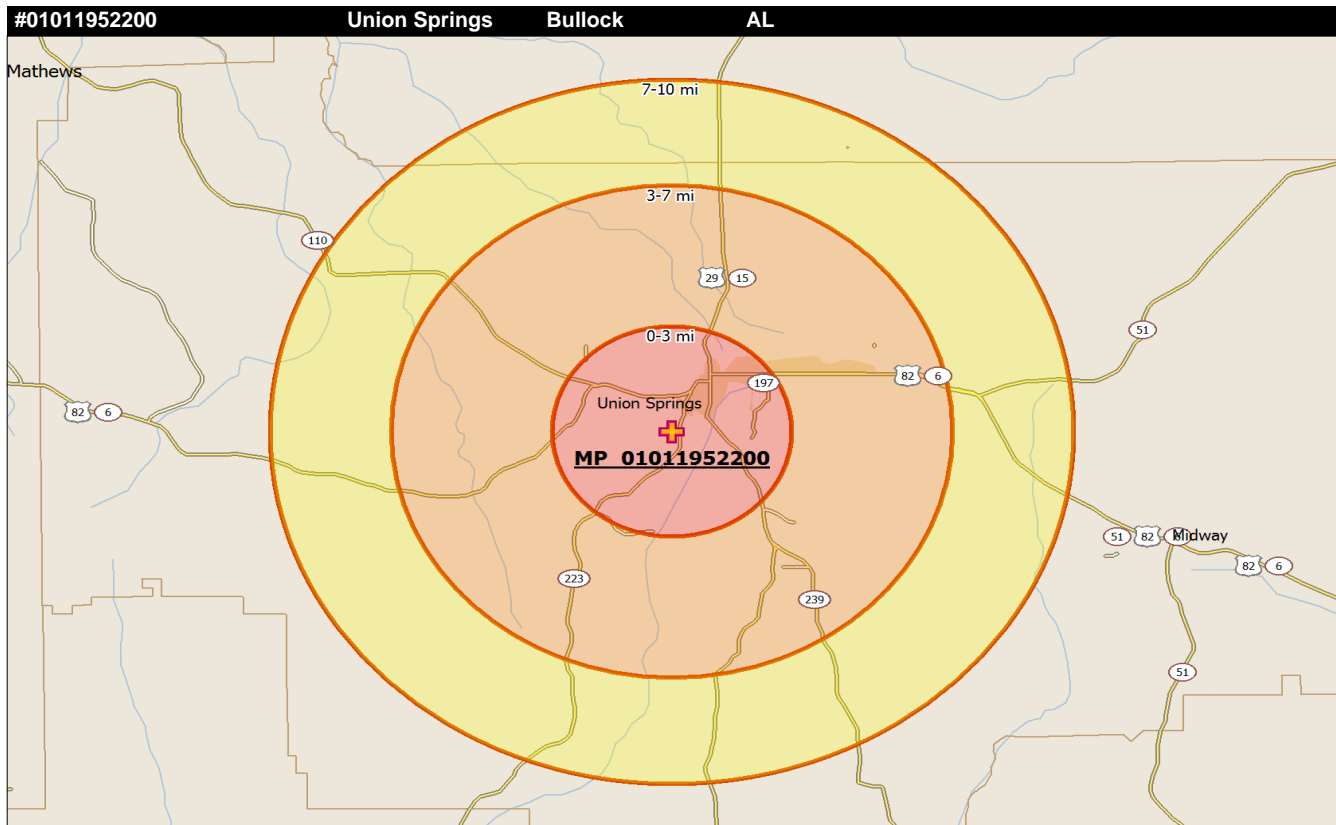 #01011952200 Union Springs Bullock AL
Mathews
7-10 mi
3-7 mi
110
29 15
51
0-3 mi
82 6
197
82 6
Union Springs
MP 01011952200
51 82 Midway
82 6
223
239
51